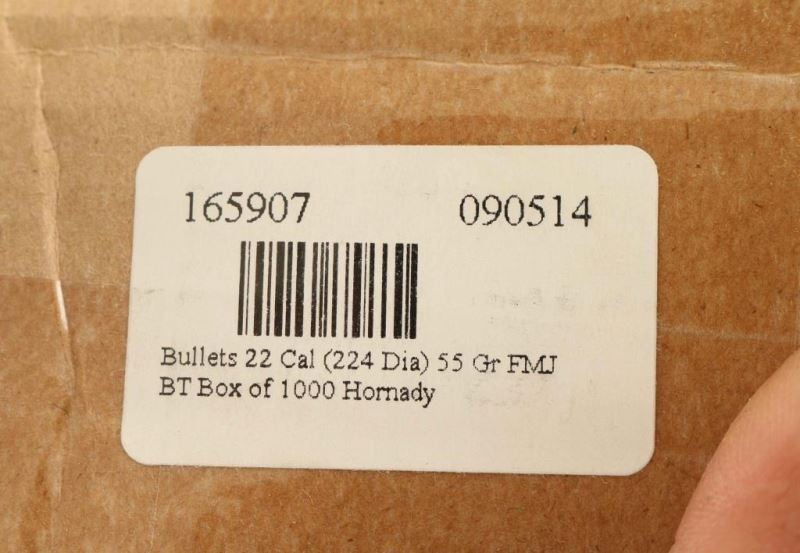 165907 090514
Bullets 22 Cal (224 Dia) 55 Gr FMJ
BT Box of 1000 Hornady